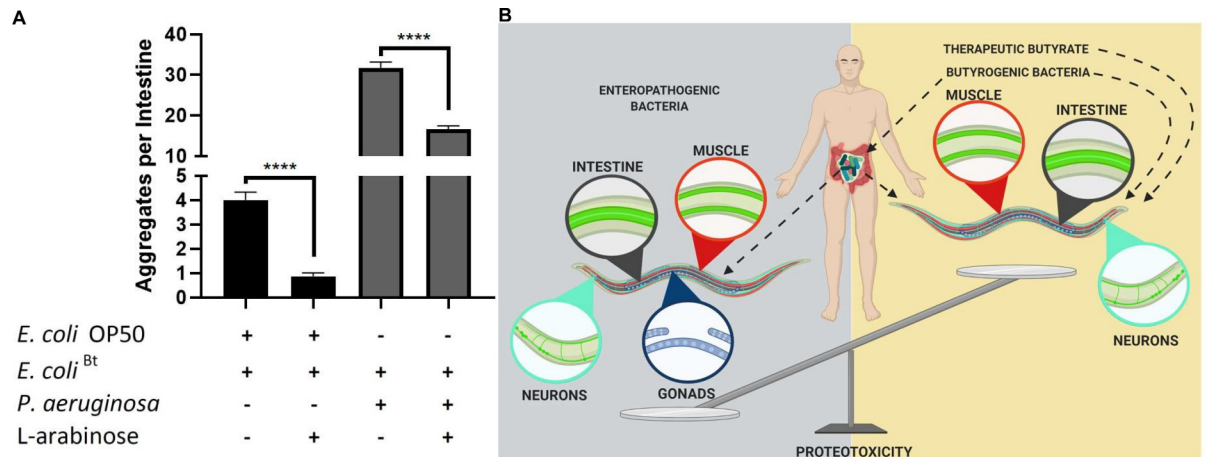 A
Aggregates per Intestine
40
30
20
10
5
4
3
2
1
0
****
****
E. coli OP50 + + - -
E. coli Bt + + + +
P. aeruginosa - - + +
L-arabinose - + - +
B
ENTEROPATHOGENIC
BACTERIA
INTESTINE
MUSCLE
NEURONS
GONADS
THERAPEUTIC BUTYRATE
BUTYROGENIC BACTERIA
MUSCLE
INTESTINE
NEURONS
PROTEOTOXICITY